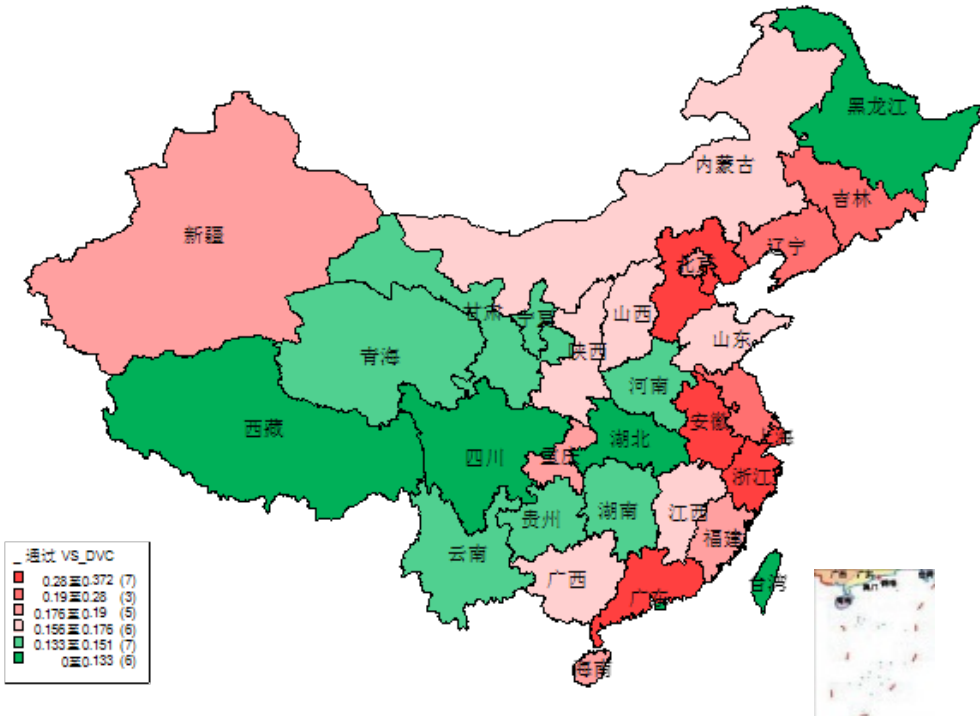 黑龙江
内蒙古
吉林
新疆
辽宁
北京
甘肃
宁夏
山西
山东
青海
陕西
河南
西藏
安徽
上海
湖北
四川
重庆
浙江
贵州
湖南
江西
福建
云南
广西
广东
台湾
海南
_ 通过 VS_DVC
0.28至0.372 (7)
0.19至0.28 (3)
0.176至0.19 (5)
0.156至0.176 (6)
0.133至0.151 (7)
0至0.133 (6)